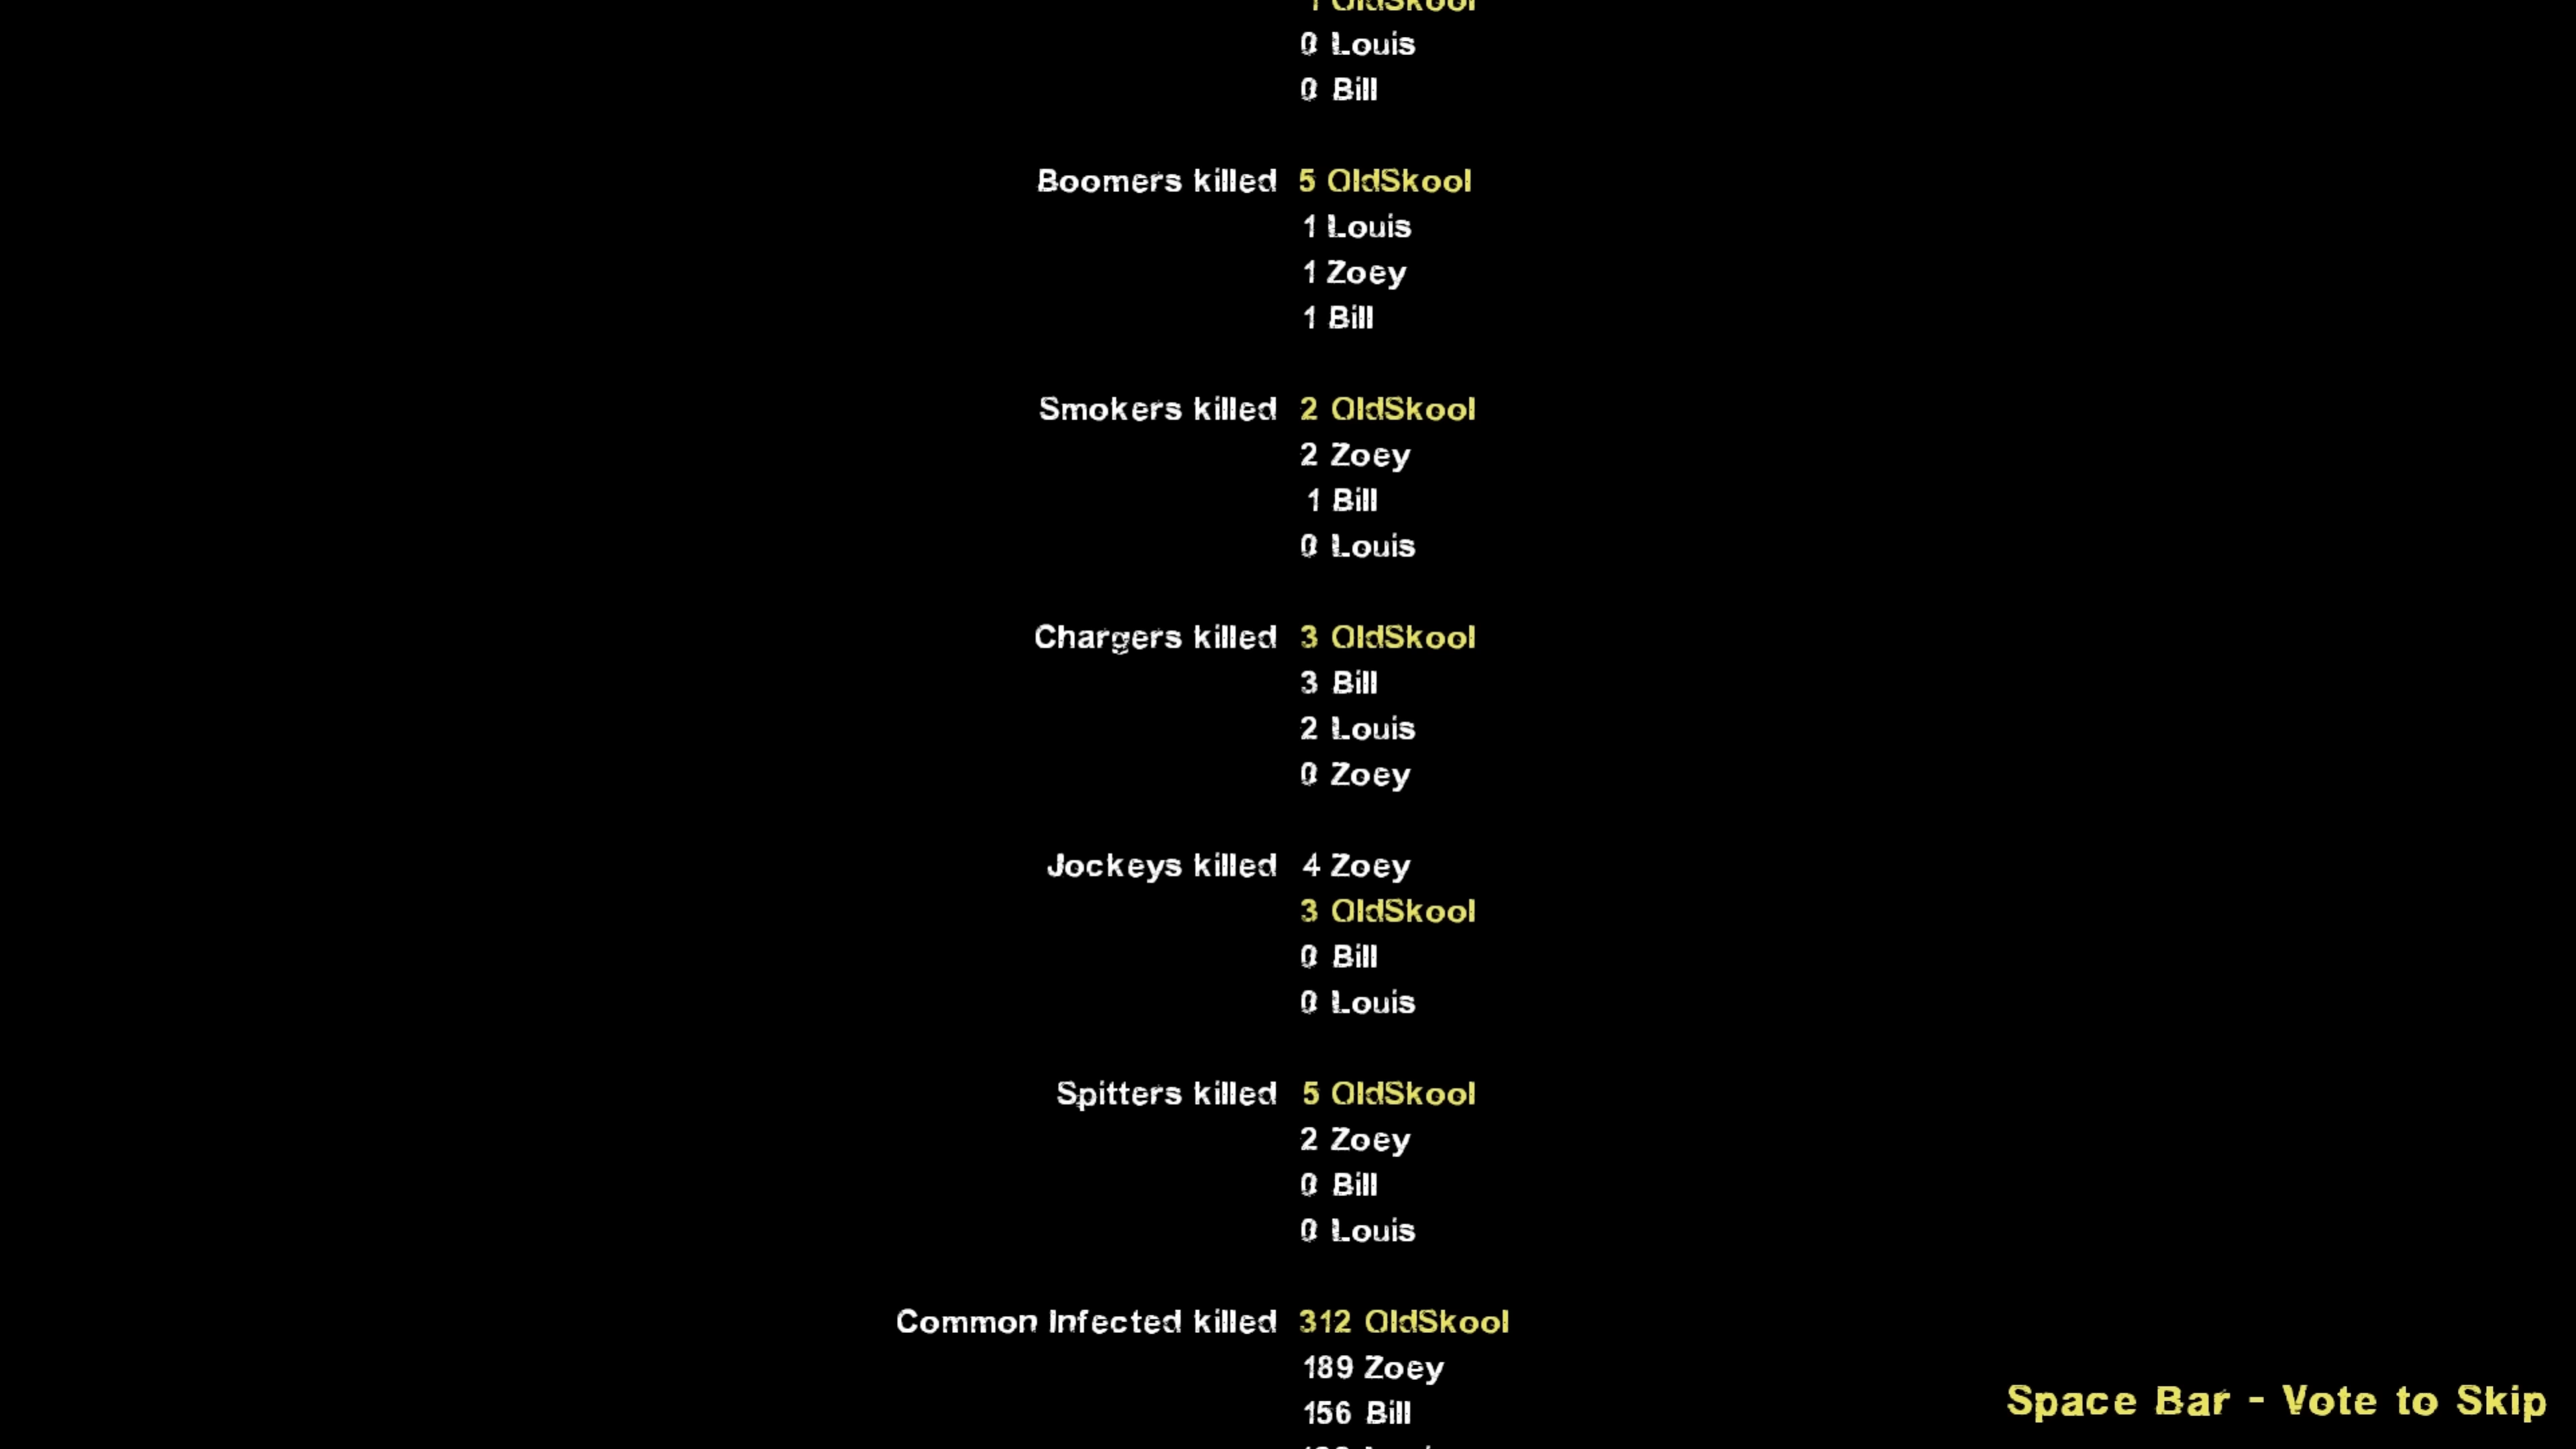 1 OldSkool
0 Louis
0 Bill
Boomers killed 5 OldSkool
1 Louis
1 Zoey
1 Bill
Smokers killed 2 OldSkool
2 Zoey
1 Bill
0 Louis
Chargers killed 3 OldSkool
3 Bill
2 Louis
0 Zoey
Jockeys killed 4 Zoey
3 OldSkool
0 Bill
0 Louis
Spitters killed 5 OldSkool
2 Zoey
0 Bill
0 Louis
Common Infected killed 312 OldSkool
189 Zoey
156 Bill
Space Bar - Vote to Skip